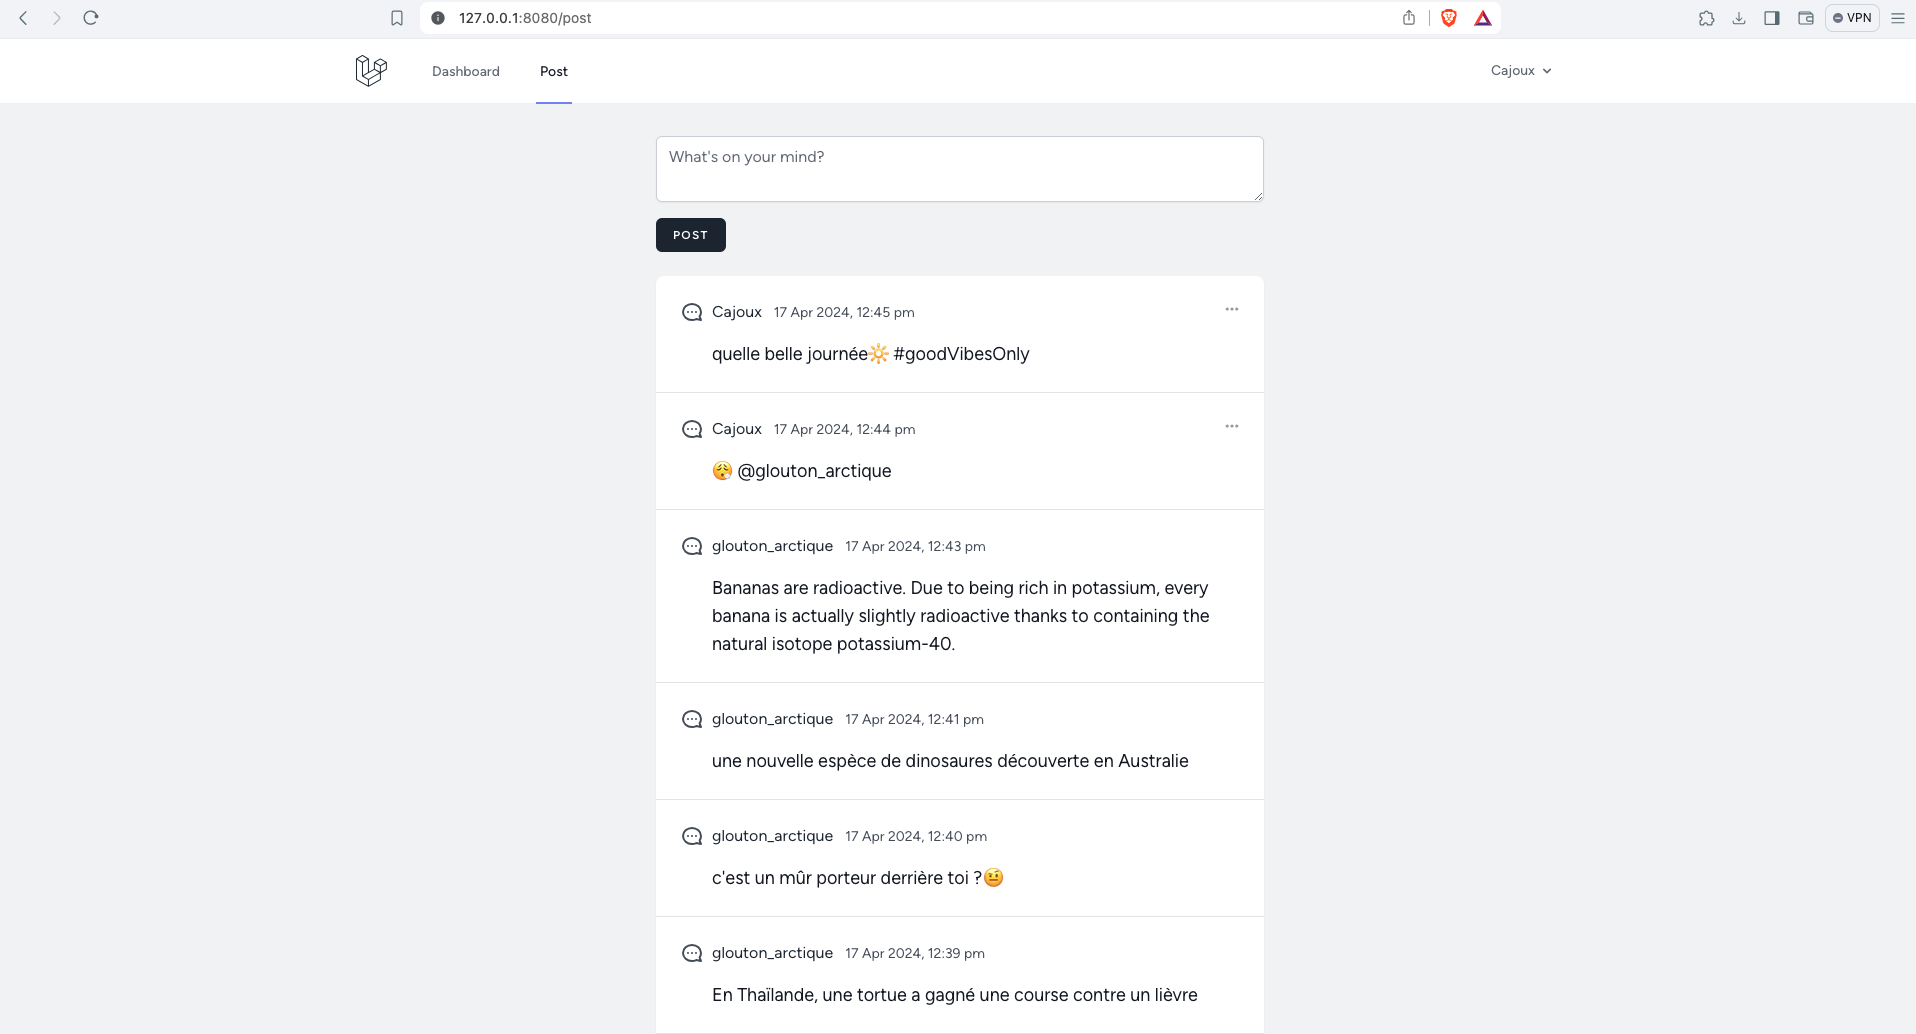 127.0.0.1:8080/post
VPN
Dashboard Post Cajoux
What's on your mind?
POST
Cajoux 17 Apr 2024, 12:45 pm
quelle belle journée🔆 #goodVibesOnly
Cajoux 17 Apr 2024, 12:44 pm
😮‍💨 @glouton_arctique
glouton_arctique 17 Apr 2024, 12:43 pm
Bananas are radioactive. Due to being rich in potassium, every
banana is actually slightly radioactive thanks to containing the
natural isotope potassium-40.
glouton_arctique 17 Apr 2024, 12:41 pm
une nouvelle espèce de dinosaures découverte en Australie
glouton_arctique 17 Apr 2024, 12:40 pm
c'est un mûr porteur derrière toi ?🤨
glouton_arctique 17 Apr 2024, 12:39 pm
En Thaïlande, une tortue a gagné une course contre un lièvre